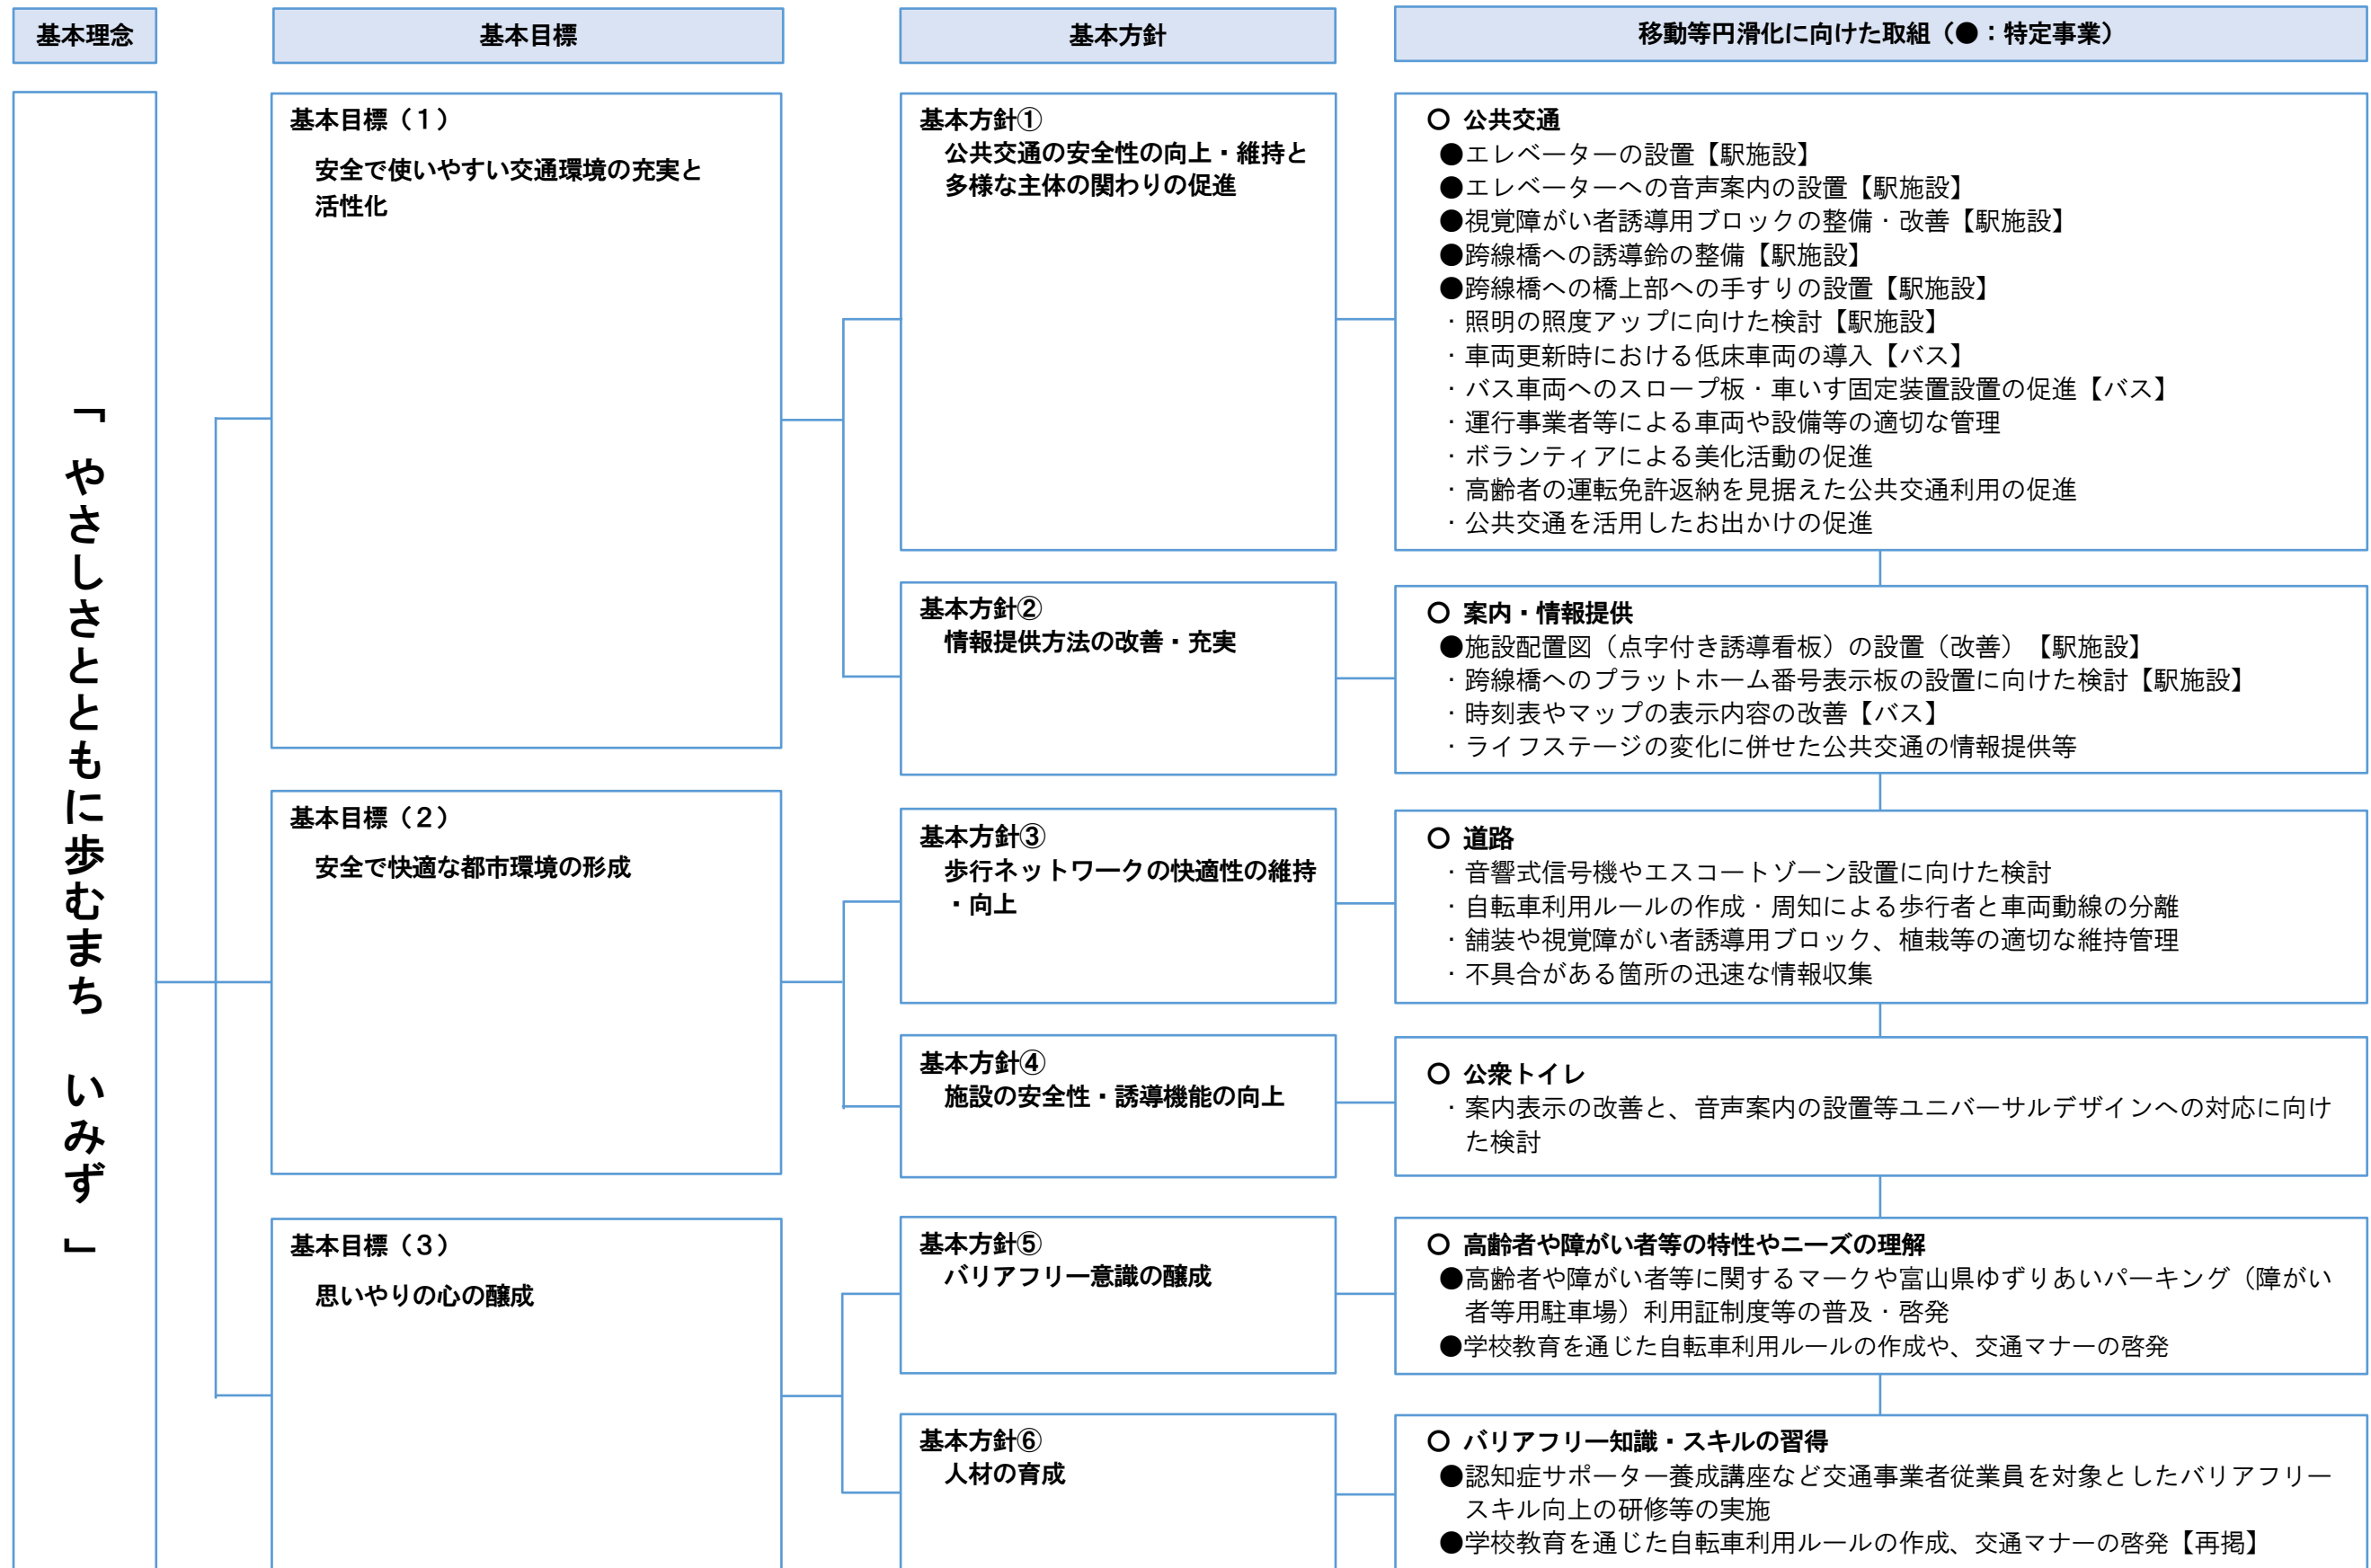 基本理念
基本目標
基本方針
移動等円滑化に向けた取組（●：特定事業）
「 やさしさとともに歩むまち　いみず 」
基本目標（１）
安全で使いやすい交通環境の充実と
活性化
基本方針①
公共交通の安全性の向上・維持と
多様な主体の関わりの促進
○ 公共交通
●エレベーターの設置【駅施設】
●エレベーターへの音声案内の設置【駅施設】
●視覚障がい者誘導用ブロックの整備・改善【駅施設】
●跨線橋への誘導鈴の整備【駅施設】
●跨線橋への橋上部への手すりの設置【駅施設】
・照明の照度アップに向けた検討【駅施設】
・車両更新時における低床車両の導入【バス】
・バス車両へのスロープ板・車いす固定装置設置の促進【バス】
・運行事業者等による車両や設備等の適切な管理
・ボランティアによる美化活動の促進
・高齢者の運転免許返納を見据えた公共交通利用の促進
・公共交通を活用したお出かけの促進
基本方針②
情報提供方法の改善・充実
○ 案内・情報提供
●施設配置図（点字付き誘導看板）の設置（改善）【駅施設】
・跨線橋へのプラットホーム番号表示板の設置に向けた検討【駅施設】
・時刻表やマップの表示内容の改善【バス】
・ライフステージの変化に併せた公共交通の情報提供等
基本目標（２）
安全で快適な都市環境の形成
基本方針③
歩行ネットワークの快適性の維持
・向上
○ 道路
・音響式信号機やエスコートゾーン設置に向けた検討
・自転車利用ルールの作成・周知による歩行者と車両動線の分離
・舗装や視覚障がい者誘導用ブロック、植栽等の適切な維持管理
・不具合がある箇所の迅速な情報収集
基本方針④
施設の安全性・誘導機能の向上
○ 公衆トイレ
・案内表示の改善と、音声案内の設置等ユニバーサルデザインへの対応に向け
た検討
基本目標（３）
思いやりの心の醸成
基本方針⑤
バリアフリー意識の醸成
○ 高齢者や障がい者等の特性やニーズの理解
●高齢者や障がい者等に関するマークや富山県ゆずりあいパーキング（障がい
者等用駐車場）利用証制度等の普及・啓発
●学校教育を通じた自転車利用ルールの作成や、交通マナーの啓発
基本方針⑥
人材の育成
○ バリアフリー知識・スキルの習得
●認知症サポーター養成講座など交通事業者従業員を対象としたバリアフリー
スキル向上の研修等の実施
●学校教育を通じた自転車利用ルールの作成、交通マナーの啓発【再掲】